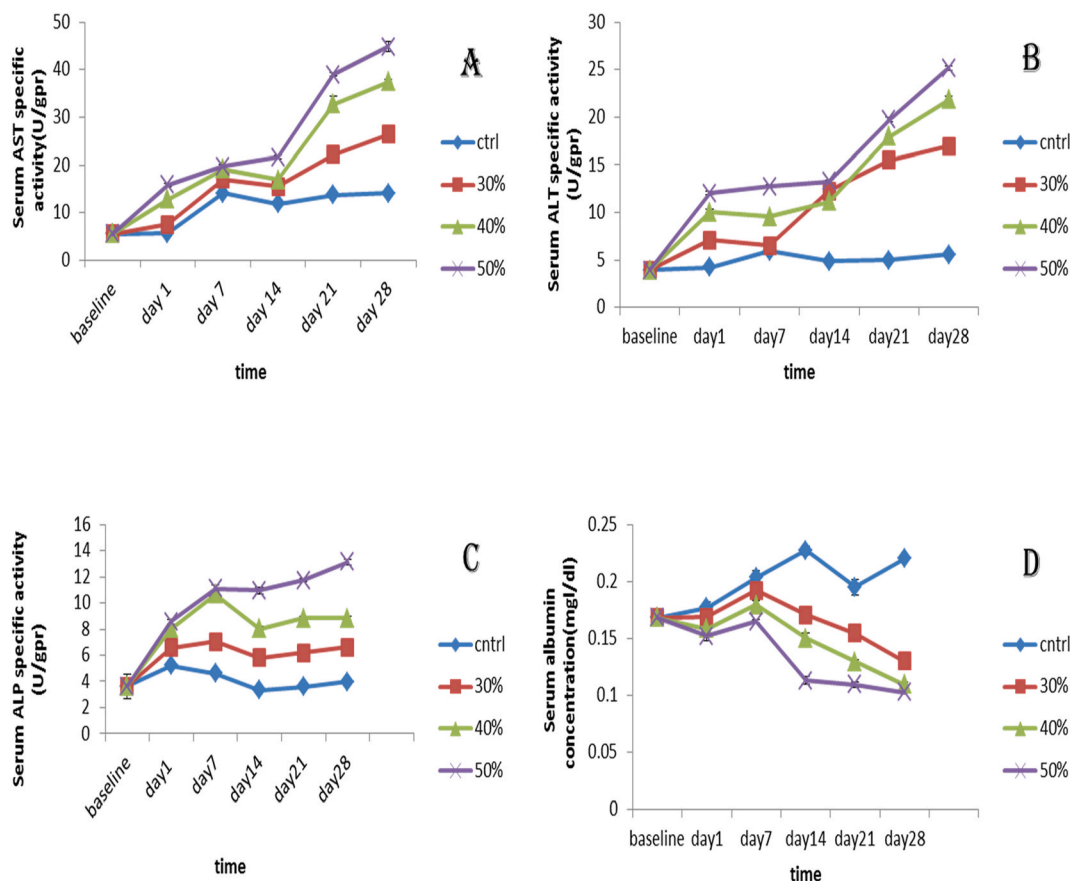 A
Serum AST specific
activity(U/gpr)
50
40
30
20
10
0
baseline
day 1
day 7
day 14
day 21
day 28
time
ctrl
30%
40%
50%
B
Serum ALT specific activity
(U/gpr)
30
25
20
15
10
5
0
baseline
day1
day7
day14
day21
day28
time
cntrl
30%
40%
50%
C
Serum ALP specific activity
(U/gpr)
16
14
12
10
8
6
4
2
0
baseline
day1
day7
day14
day21
day28
time
cntrl
30%
40%
50%
D
Serum albumin
concentration(mgl/dl)
0.25
0.2
0.15
0.1
0.05
0
baseline
day1
day7
day14
day21
day28
time
cntrl
30%
40%
50%